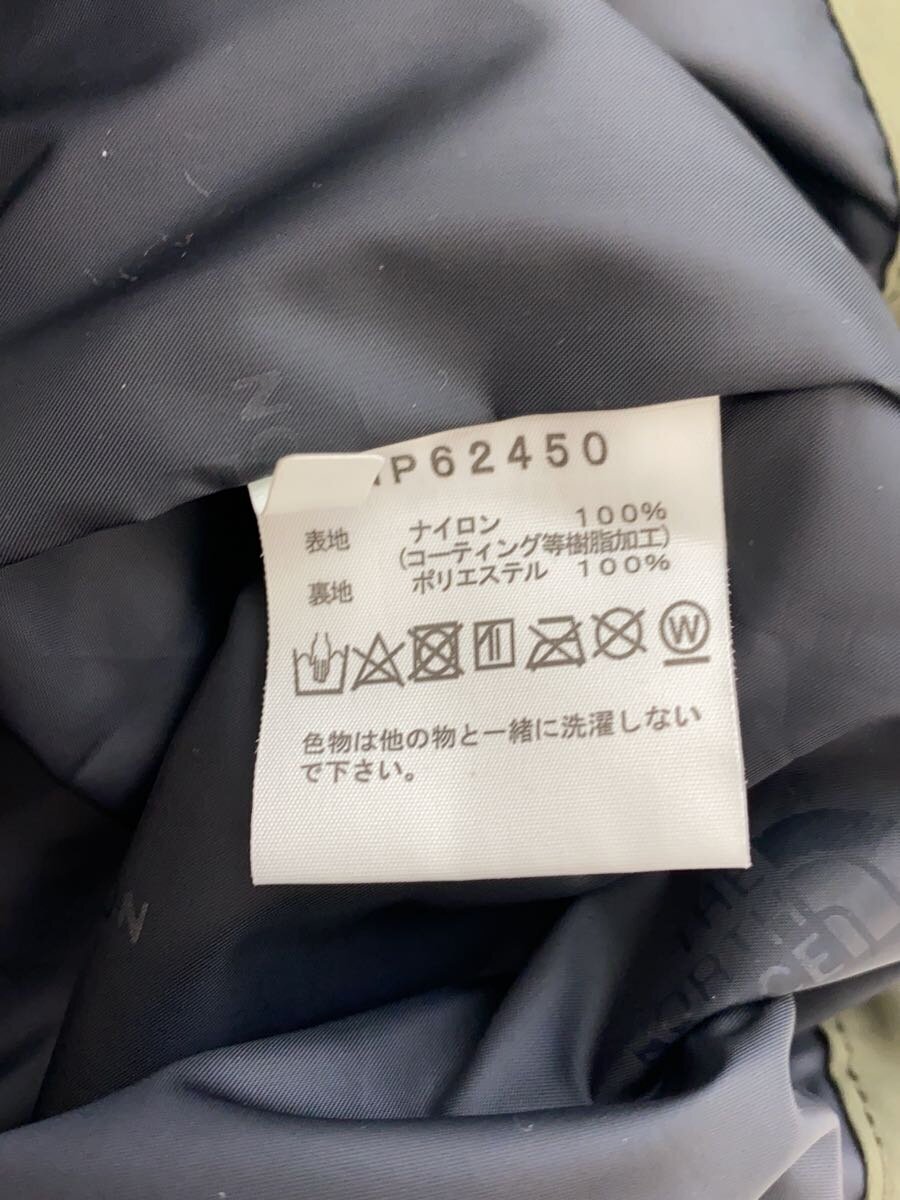 Z
P62450
表地 ナイロン 100%
(コーティング等樹脂加工)
裏地 ポリエステル 100%
W
色物は他の物と一緒に洗濯しない
で下さい。
N
THE
NORTH